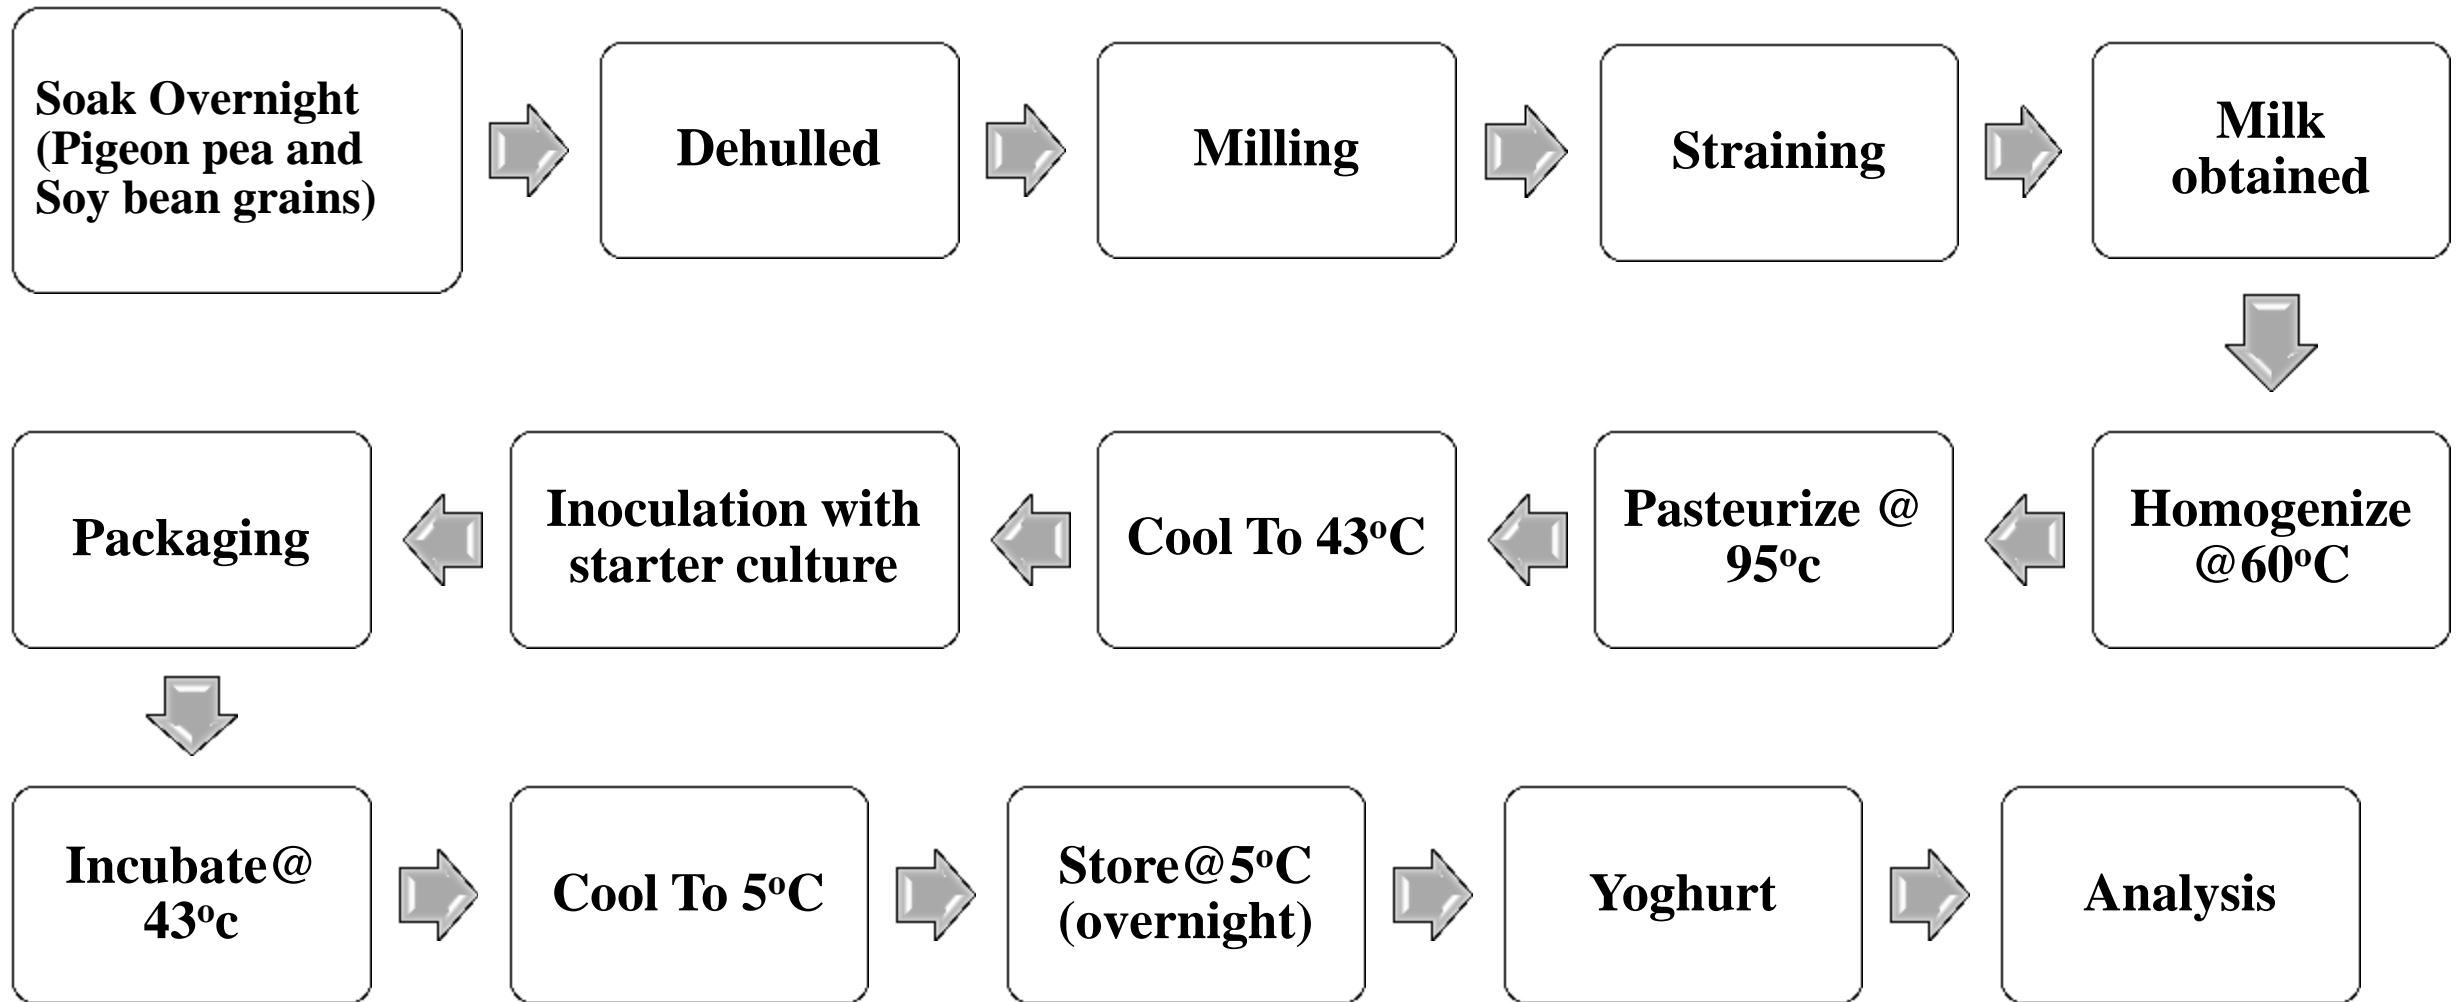 Soak Overnight
(Pigeon pea and
Soy bean grains)
Dehulled
Milling
Straining
Milk
obtained
Homogenize
@60ºC
Pasteurize @
95ºc
Cool To 43ºC
Inoculation with
starter culture
Packaging
Incubate@
43ºc
Cool To 5ºC
Store@5ºC
(overnight)
Yoghurt
Analysis